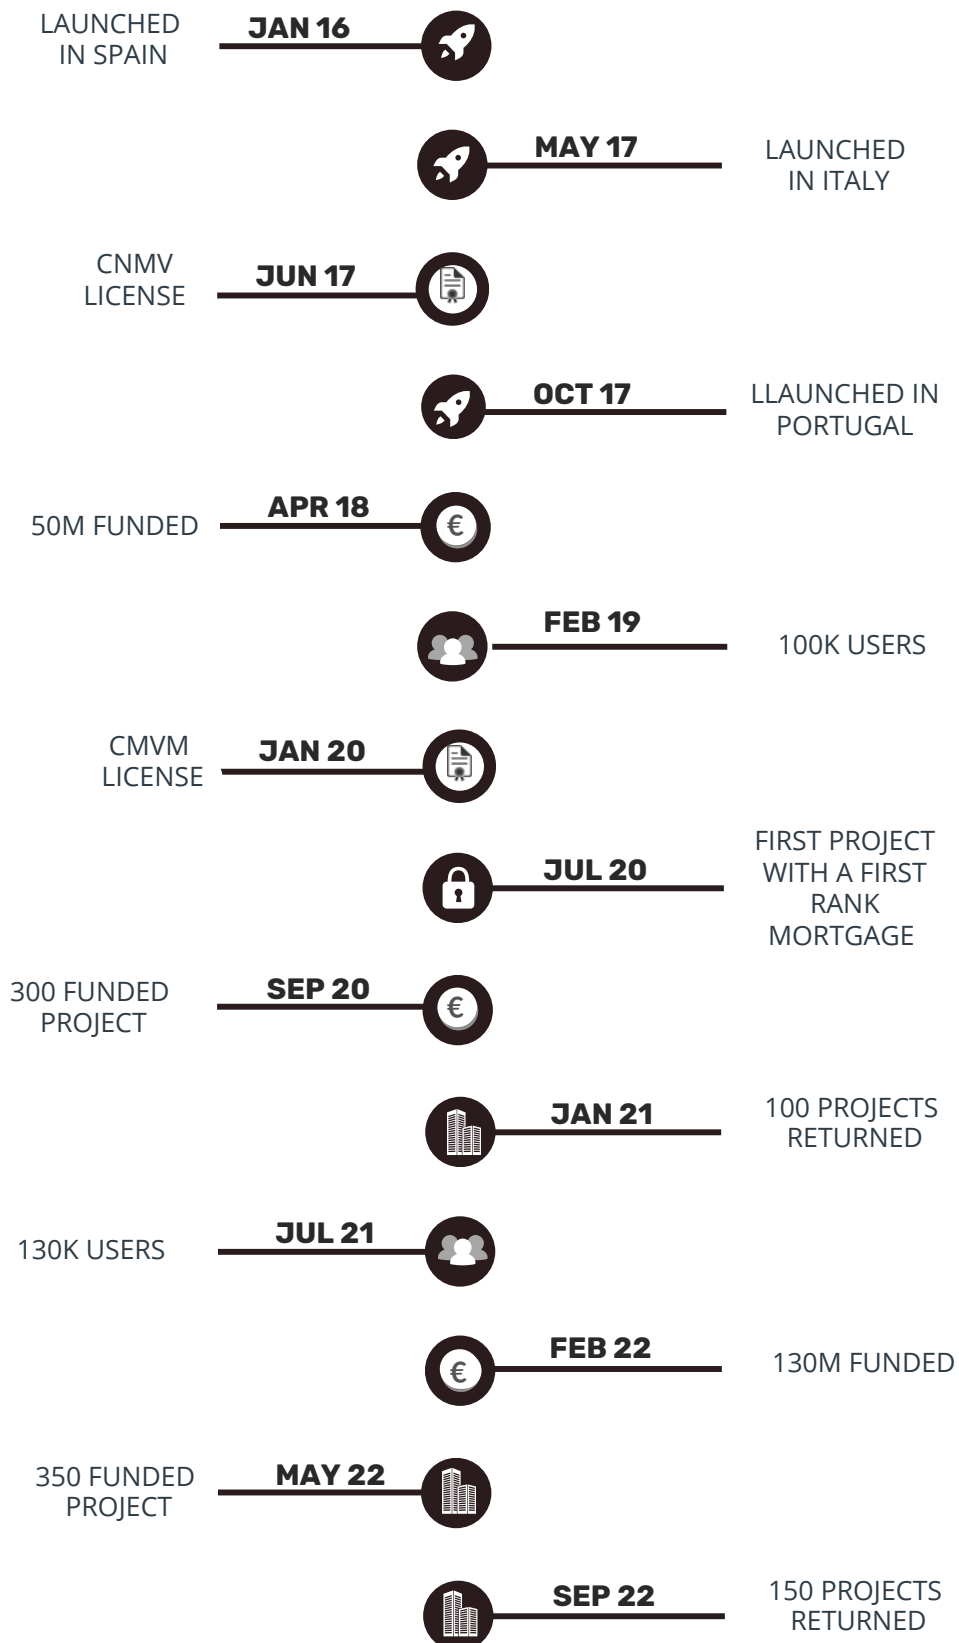 LAUNCHED
IN SPAIN
JAN 16
MAY 17
LAUNCHED
IN ITALY
CNMV
LICENSE
JUN 17
OCT 17
LLAUNCHED IN
PORTUGAL
50M FUNDED
APR 18
€
FEB 19
100K USERS
CMVM
LICENSE
JAN 20
JUL 20
FIRST PROJECT
WITH A FIRST
RANK
MORTGAGE
300 FUNDED
PROJECT
SEP 20
€
JAN 21
100 PROJECTS
RETURNED
130K USERS
JUL 21
FEB 22
€
130M FUNDED
350 FUNDED
PROJECT
MAY 22
SEP 22
150 PROJECTS
RETURNED